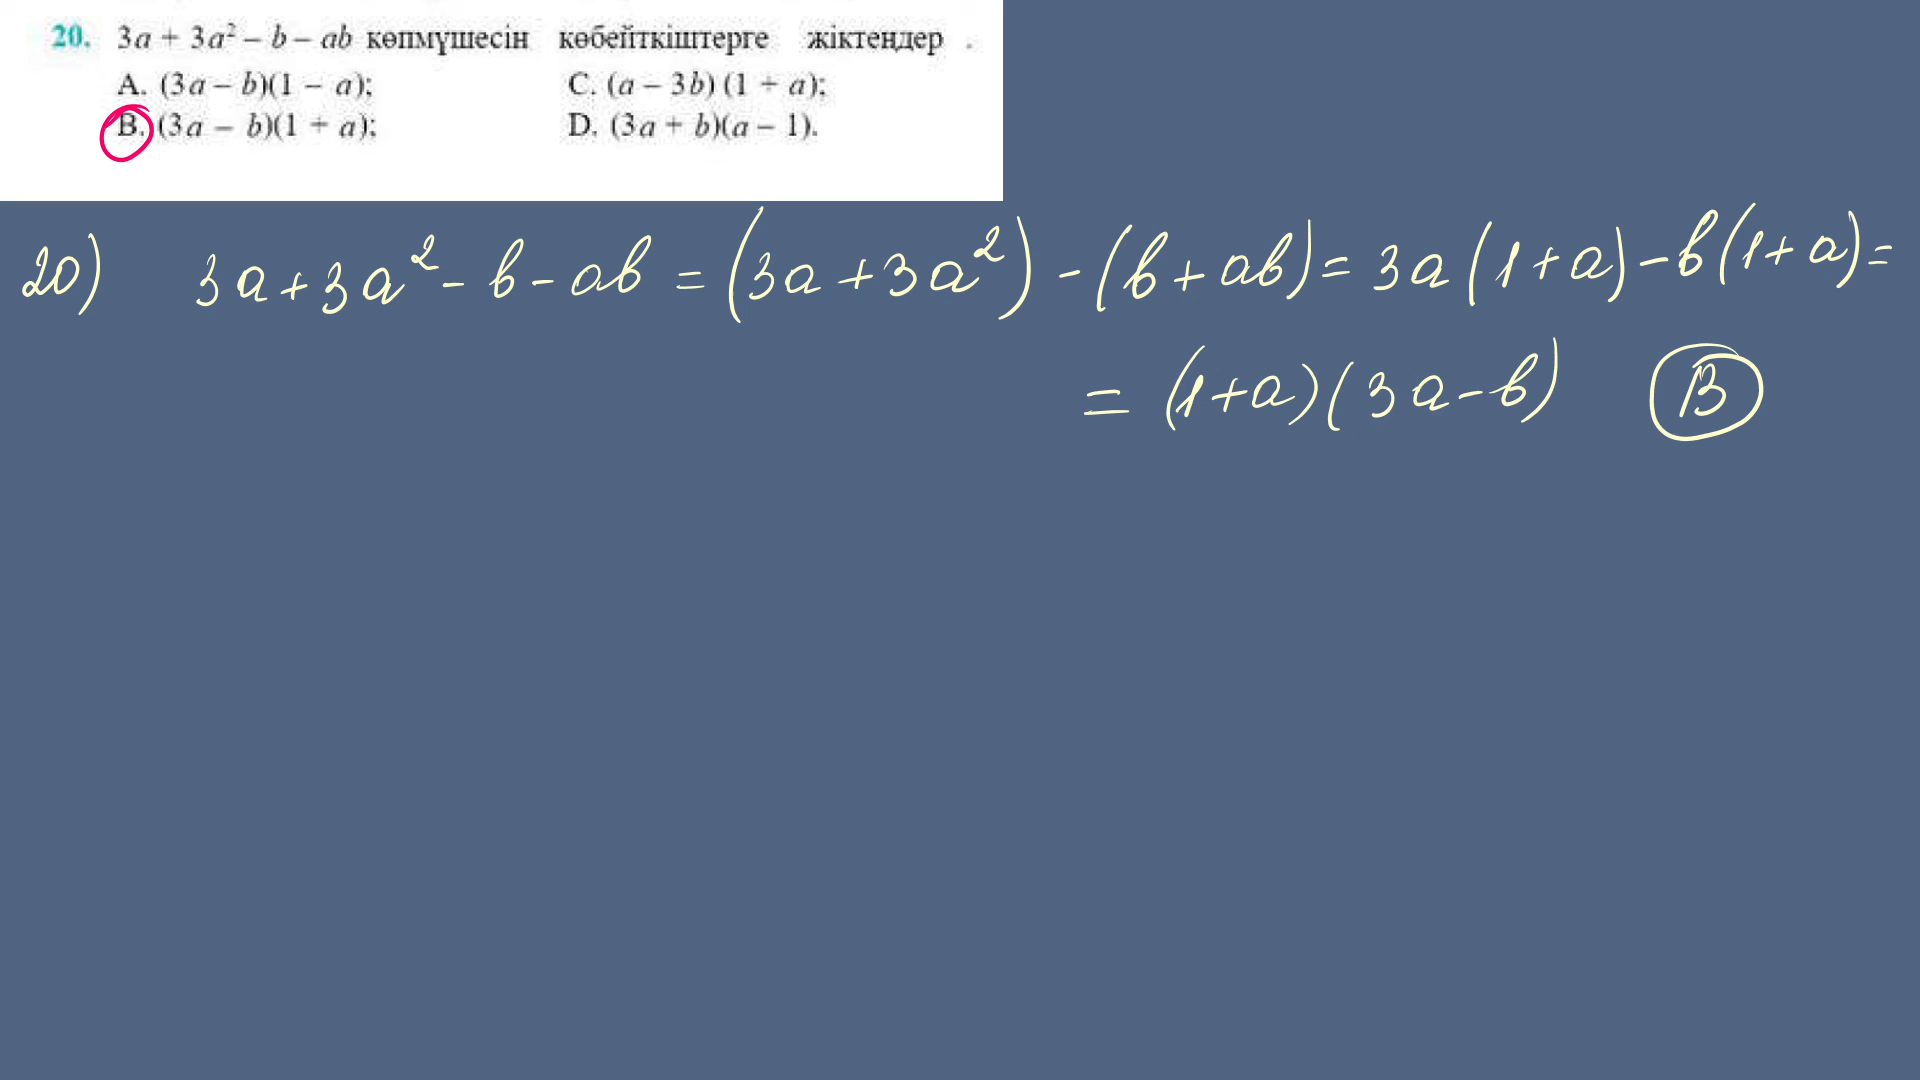 20. 3a + 3a² – b – ab көпмүшесін көбейткіштерге жіктеңдер .
A. (3a – b)(1 – a); C. (a – 3b) (1 + a);
B. (3a – b)(1 + a); D. (3a + b)(a – 1).
20) 3a+3a²-b-ab = (3a+3a²)-(b+ab)= 3a(1+a)-b(1+a)=
= (1+a)(3a-b) B